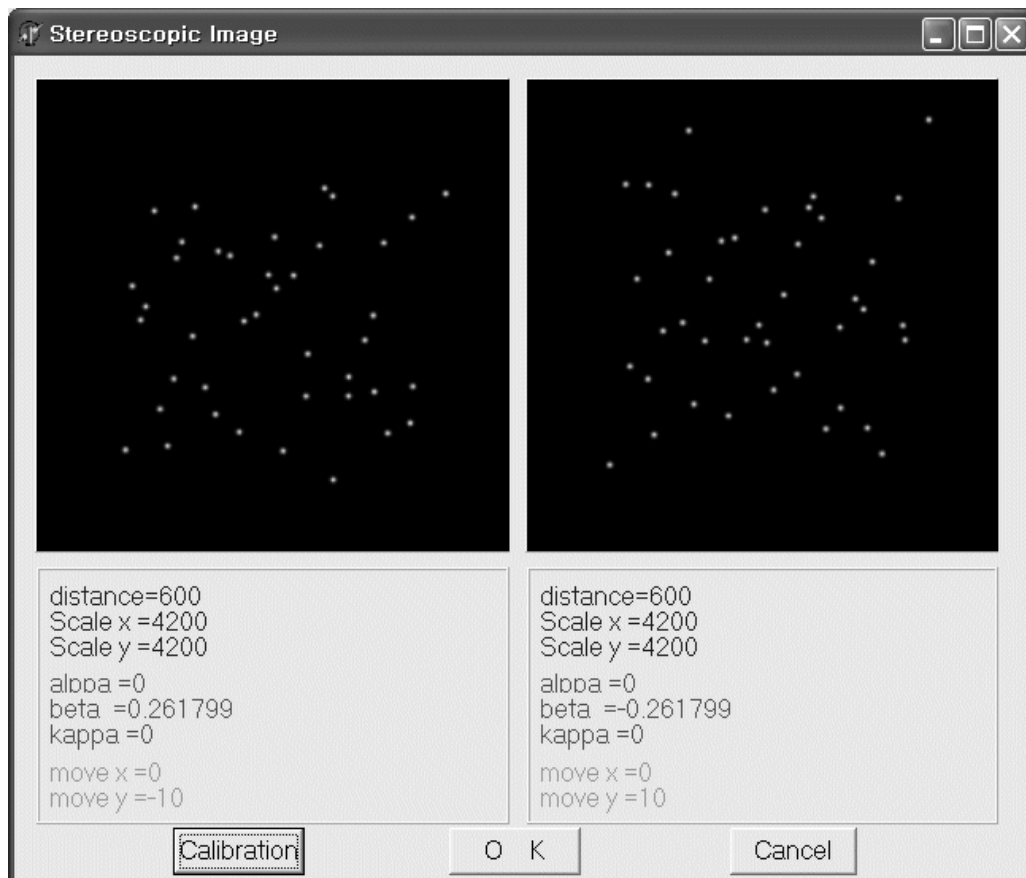 Stereoscopic Image
distance=600
Scale x =4200
Scale y =4200
alppa =0
beta =0.261799
kappa =0
move x =0
move y =-10
distance=600
Scale x =4200
Scale y =4200
alppa =0
beta =-0.261799
kappa =0
move x =0
move y =10
Calibration
O K
Cancel